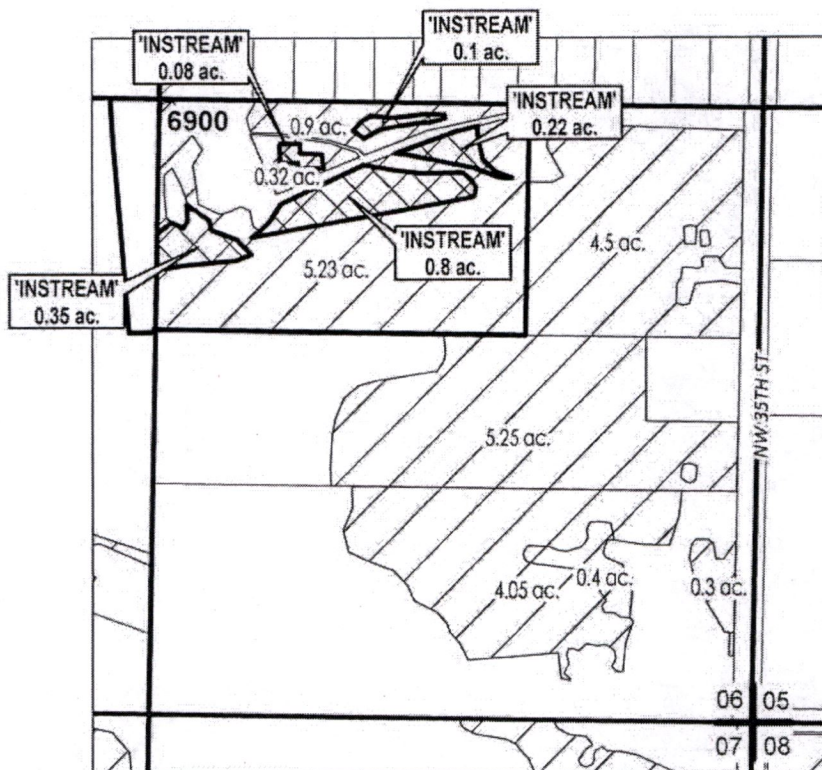 'INSTREAM'
0.1 ac.
'INSTREAM'
0.08 ac.
'INSTREAM'
0.22 ac.
6900
0.9 ac.
0.32 ac.
'INSTREAM'
0.8 ac.
4.5 ac.
5.23 ac.
'INSTREAM'
0.35 ac.
NW 35TH ST
5.25 ac.
4.05 ac.
0.4 ac.
0.3 ac.
06 05
07 08